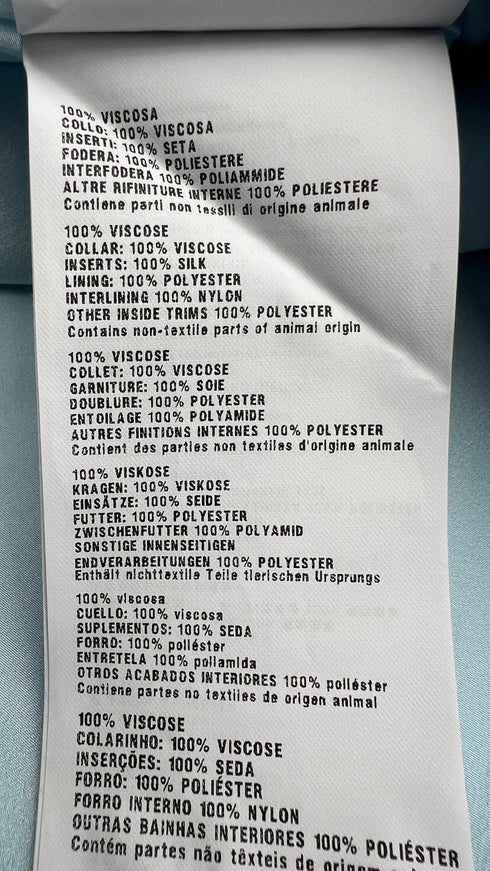 100% VISCOSA
COLLO: 100% VISCOSA
INSERTI: 100% SETA
FODERA: 100% POLIESTERE
INTERFODERA 100% POLIAMMIDE
ALTRE RIFINITURE INTERNE 100% POLIESTERE
Contiene parti non tessili di origine animale
100% VISCOSE
COLLAR: 100% VISCOSE
INSERTS: 100% SILK
LINING: 100% POLYESTER
INTERLINING 100% NYLON
OTHER INSIDE TRIMS 100% POLYESTER
Contains non-textile parts of animal origin
100% VISCOSE
COLLET: 100% VISCOSE
GARNITURE: 100% SOIE
DOUBLURE: 100% POLYESTER
ENTOILAGE 100% POLYAMIDE
AUTRES FINITIONS INTERNES 100% POLYESTER
Contient des parties non textiles d'origine animale
100% VISKOSE
KRAGEN: 100% VISKOSE
EINSÄTZE: 100% SEIDE
FUTTER: 100% POLYESTER
ZWISCHENFUTTER 100% POLYAMID
SONSTIGE INNENSEITIGEN
ENDVERARBEITUNGEN 100% POLYESTER
Enthält nichttextile Teile tierischen Ursprungs
100% viscosa
CUELLO: 100% viscosa
SUPLEMENTOS: 100% SEDA
FORRO: 100% poliéster
ENTRETELA 100% poliamida
OTROS ACABADOS INTERIORES 100% poliéster
Contiene partes no textiles de origen animal
100% VISCOSE
COLARINHO: 100% VISCOSE
INSERÇÕES: 100% SEDA
FORRO: 100% POLIÉSTER
FORRO INTERNO 100% NYLON
OUTRAS BAINHAS INTERIORES 100% POLIÉSTER
Contém partes não têxteis de